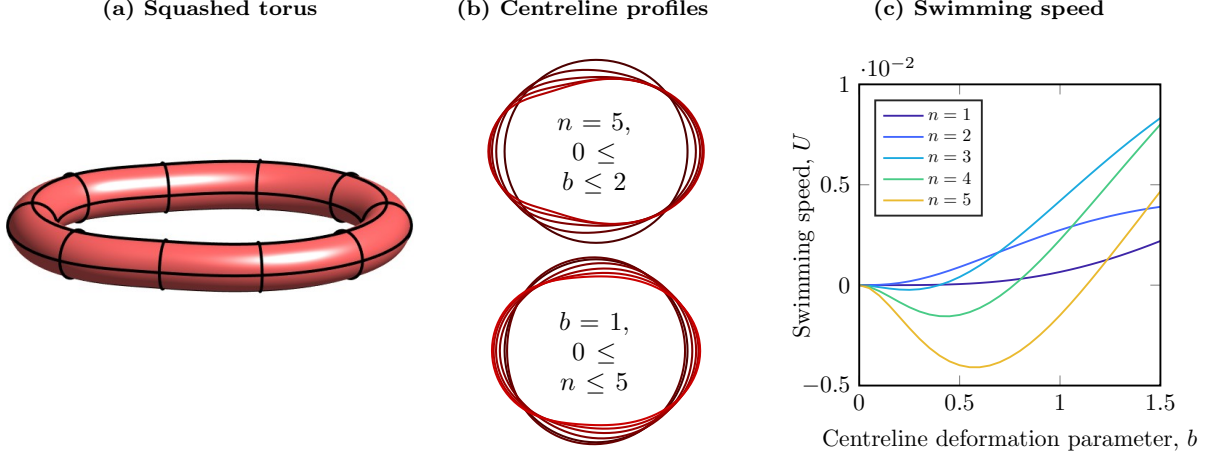 (a) Squashed torus
(b) Centreline profiles
n = 5,
0 ≤
b ≤ 2
b = 1,
0 ≤
n ≤ 5
(c) Swimming speed
·10⁻²
1
0.5
0
−0.5
0
0.5
1
1.5
n = 1
n = 2
n = 3
n = 4
n = 5
Swimming speed, U
Centreline deformation parameter, b